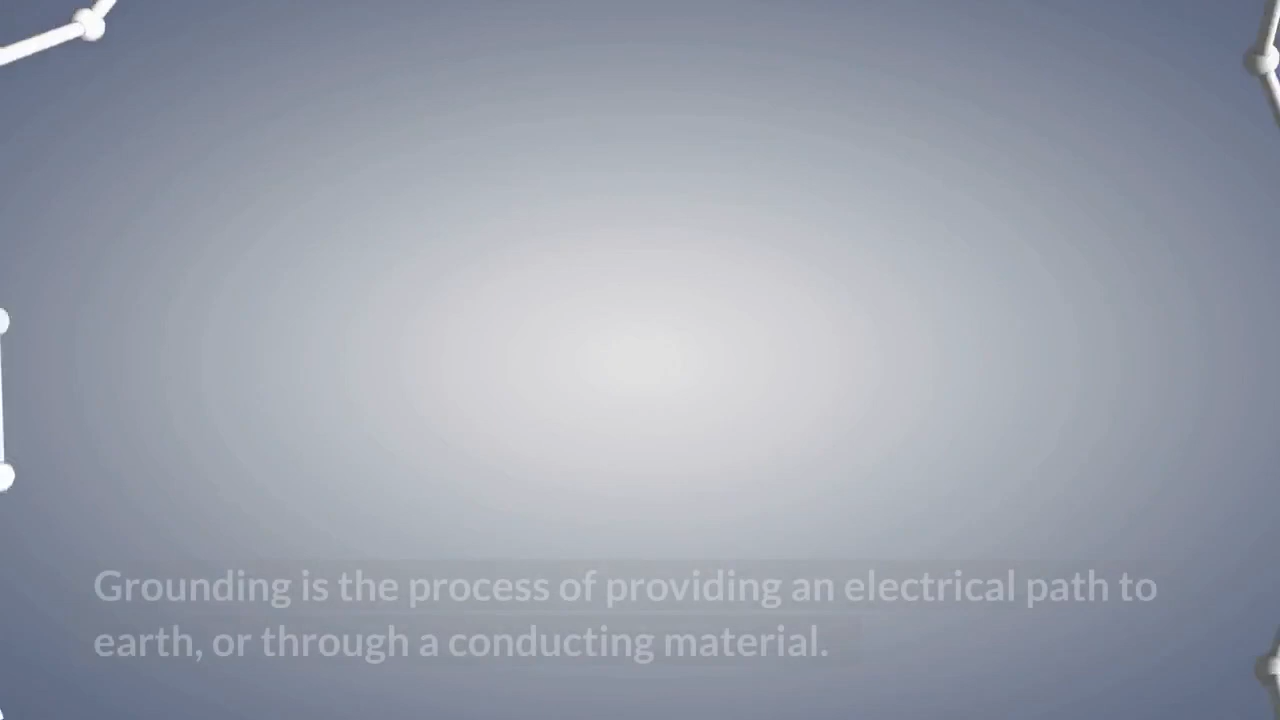 Grounding is the process of providing an electrical path to
earth, or through a conducting material.